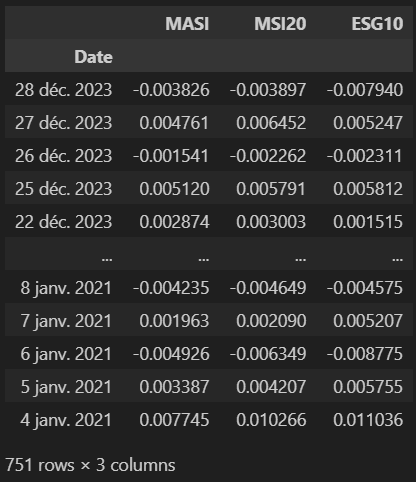 MASI MSI20 ESG10
Date
28 déc. 2023 -0.003826 -0.003897 -0.007940
27 déc. 2023 0.004761 0.006452 0.005247
26 déc. 2023 -0.001541 -0.002262 -0.002311
25 déc. 2023 0.005120 0.005791 0.005812
22 déc. 2023 0.002874 0.003003 0.001515
... ... ... ...
8 janv. 2021 -0.004235 -0.004649 -0.004575
7 janv. 2021 0.001963 0.002090 0.005207
6 janv. 2021 -0.004926 -0.006349 -0.008775
5 janv. 2021 0.003387 0.004207 0.005755
4 janv. 2021 0.007745 0.010266 0.011036
751 rows × 3 columns